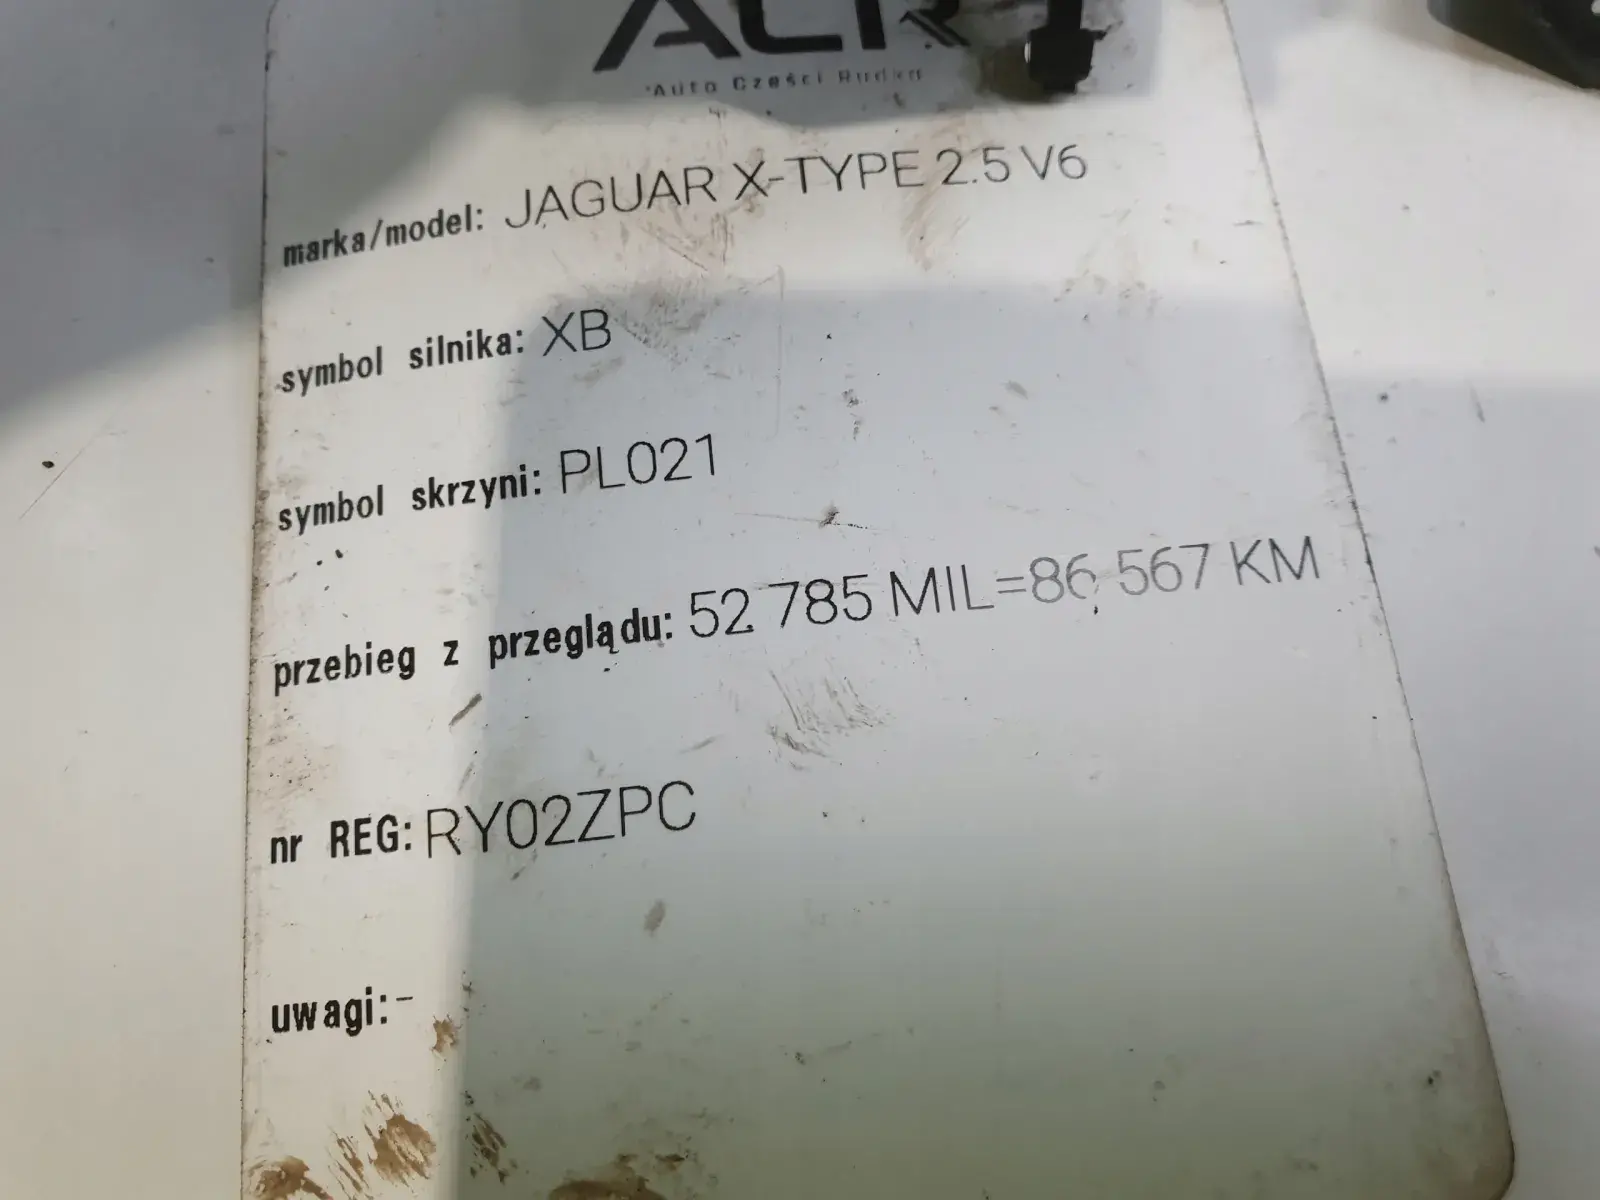 ACR
Auto Części Rudka
marka/model: JAGUAR X-TYPE 2.5 V6
symbol silnika: XB
symbol skrzyni: PL021
przebieg z przeglądu: 52 785 MIL=86 567 KM
nr REG: RY02ZPC
uwagi: -